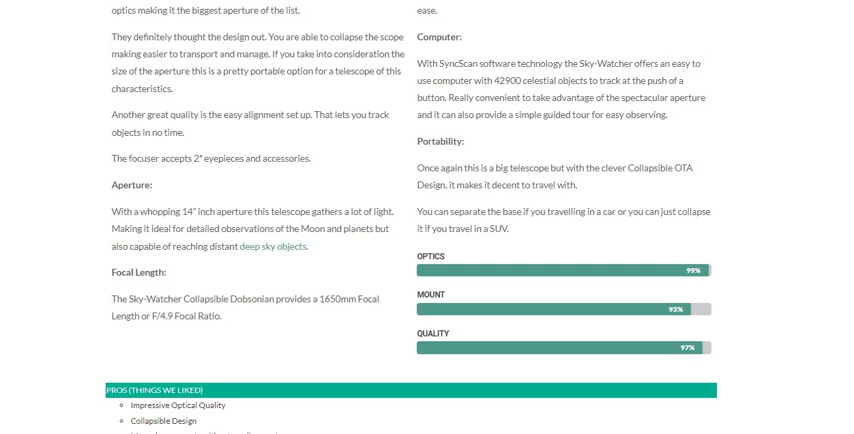 optics making it the biggest aperture of the list.
They definitely thought the design out. You are able to collapse the scope
making easier to transport and manage. If you take into consideration the
size of the aperture this is a pretty portable option for a telescope of this
characteristics.
Another great quality is the easy alignment set up. That lets you track
objects in no time.
The focuser accepts 2" eyepieces and accessories.
Aperture:
With a whopping 14" inch aperture this telescope gathers a lot of light.
Making it ideal for detailed observations of the Moon and planets but
also capable of reaching distant deep sky objects.
Focal Length:
The Sky-Watcher Collapsible Dobsonian provides a 1650mm Focal
Length or F/4.9 Focal Ratio.
ease.
Computer:
With SyncScan software technology the Sky-Watcher offers an easy to
use computer with 42900 celestial objects to track at the push of a
button. Really convenient to take advantage of the spectacular aperture
and it can also provide a simple guided tour for easy observing.
Portability:
Once again this is a big telescope but with the clever Collapsible OTA
Design, it makes it decent to travel with.
You can separate the base if you travelling in a car or you can just collapse
it if you travel in a SUV.
OPTICS
99%
MOUNT
93%
QUALITY
97%
PROS (THINGS WE LIKED)
Impressive Optical Quality
Collapsible Design